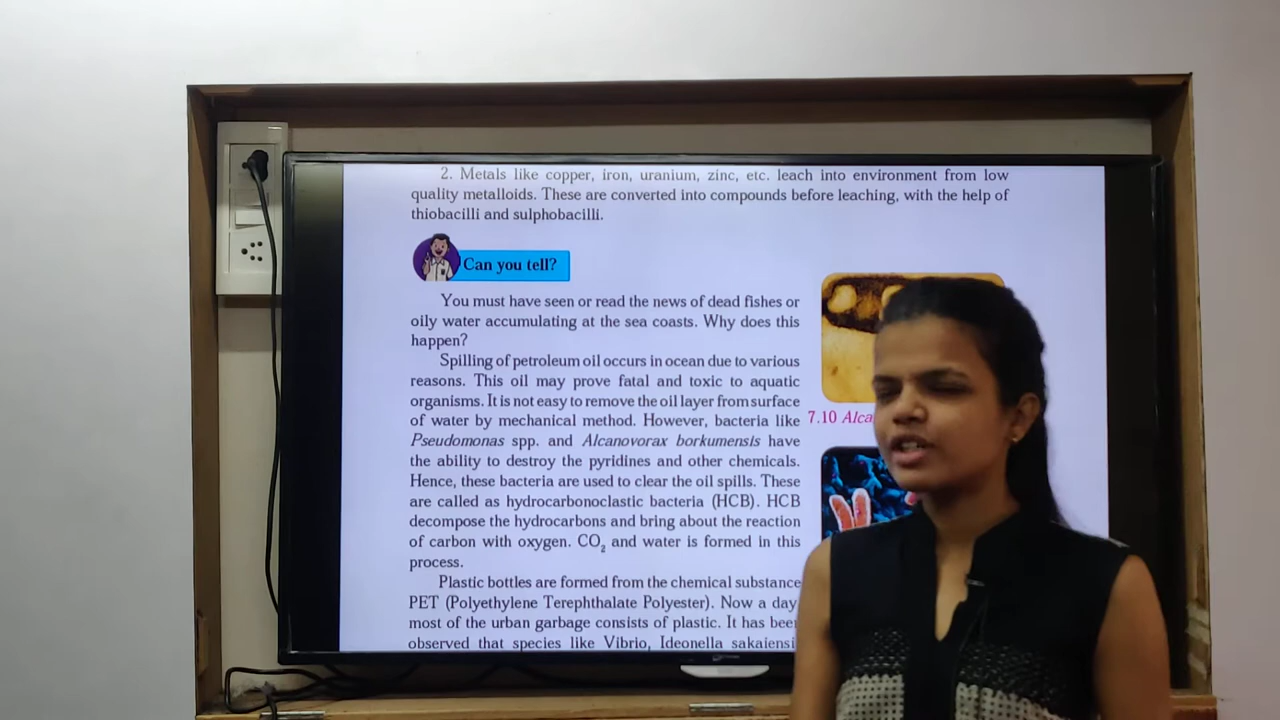 2. Metals like copper, iron, uranium, zinc, etc. leach into environment from low
quality metalloids. These are converted into compounds before leaching, with the help of
thiobacilli and sulphobacilli.
Can you tell?
You must have seen or read the news of dead fishes or
oily water accumulating at the sea coasts. Why does this
happen?
Spilling of petroleum oil occurs in ocean due to various
reasons. This oil may prove fatal and toxic to aquatic
organisms. It is not easy to remove the oil layer from surface
of water by mechanical method. However, bacteria like
Pseudomonas spp. and Alcanovorax borkumensis have
the ability to destroy the pyridines and other chemicals.
Hence, these bacteria are used to clear the oil spills. These
are called as hydrocarbonoclastic bacteria (HCB). HCB
decompose the hydrocarbons and bring about the reaction
of carbon with oxygen. CO₂ and water is formed in this
process.
Plastic bottles are formed from the chemical substance
PET (Polyethylene Terephthalate Polyester). Now a day
most of the urban garbage consists of plastic. It has been
observed that species like Vibrio, Ideonella sakaiensi
7.10 Alca